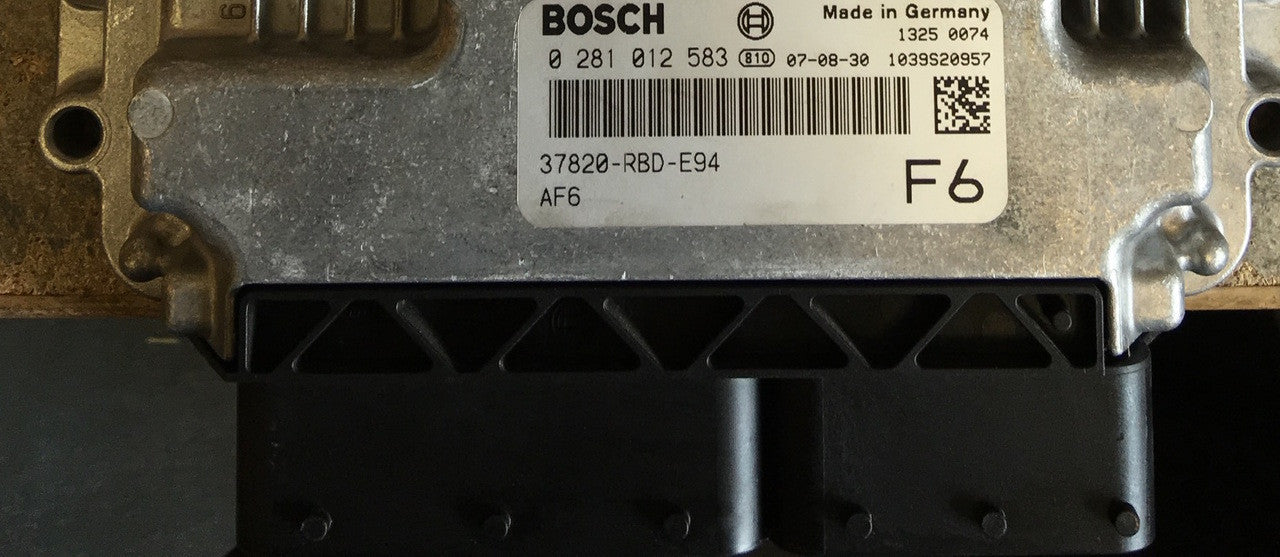 BOSCH Made in Germany
1325 0074
0 281 012 583 810 07-08-30 1039S20957
37820-RBD-E94
AF6 F6
6